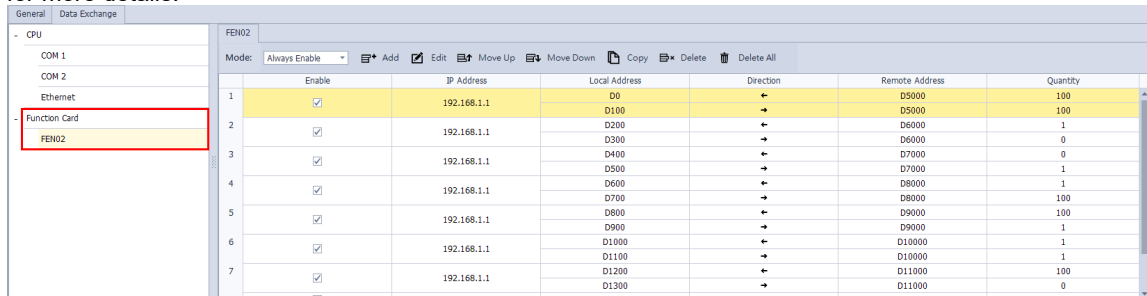 for more details.
General Data Exchange
- CPU
COM 1
COM 2
Ethernet
- Function Card
FEN02
FEN02
Mode: Always Enable Add Edit Move Up Move Down Copy Delete Delete All
Enable IP Address Local Address Direction Remote Address Quantity
1 192.168.1.1 D0 ← D5000 100
D100 → D5000 100
2 192.168.1.1 D200 ← D6000 1
D300 → D6000 0
3 192.168.1.1 D400 ← D7000 0
D500 → D7000 1
4 192.168.1.1 D600 ← D8000 1
D700 → D8000 100
5 192.168.1.1 D800 ← D9000 100
D900 → D9000 1
6 192.168.1.1 D1000 ← D10000 1
D1100 → D10000 1
7 192.168.1.1 D1200 ← D11000 100
D1300 → D11000 0